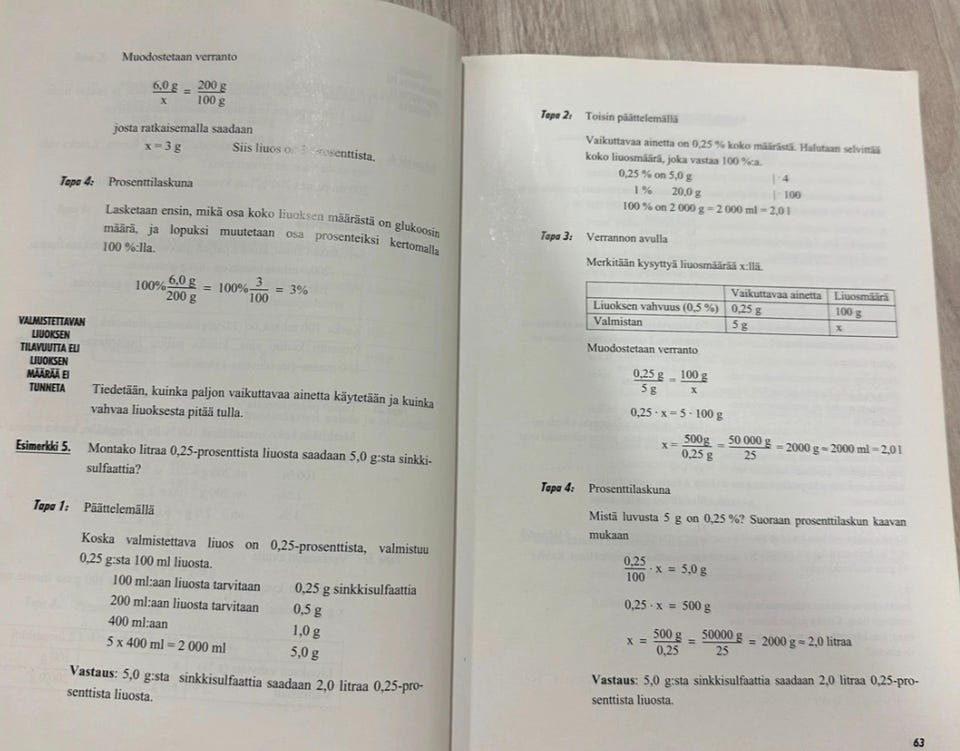 Muodostetaan verranto
6,0 g / x = 200 g / 100 g
josta ratkaisemalla saadaan
x = 3 g Siis liuos on 3-prosenttista.
Tapa 4: Prosenttilaskuna
Lasketaan ensin, mikä osa koko liuoksen määrästä on glukoosin
määrä, ja lopuksi muutetaan osa prosenteiksi kertomalla
100 %:lla.
100% 6,0 g / 200 g = 100% 3 / 100 = 3%
VALMISTETTAVAN
LIUOKSEN
TILAVUUTTA ELI
LIUOKSEN
MÄÄRÄÄ EI
TUNNETA
Tiedetään, kuinka paljon vaikuttavaa ainetta käytetään ja kuinka
vahvaa liuoksesta pitää tulla.
Esimerkki 5. Montako litraa 0,25-prosenttista liuosta saadaan 5,0 g:sta sinkki-
sulfaattia?
Tapa 1: Päättelemällä
Koska valmistettava liuos on 0,25-prosenttista, valmistuu
0,25 g:sta 100 ml liuosta.
100 ml:aan liuosta tarvitaan 0,25 g sinkkisulfaattia
200 ml:aan liuosta tarvitaan 0,5 g
400 ml:aan 1,0 g
5 x 400 ml = 2 000 ml 5,0 g
Vastaus: 5,0 g:sta sinkkisulfaattia saadaan 2,0 litraa 0,25-pro-
senttista liuosta.
Tapa 2: Toisin päättelemällä
Vaikuttavaa ainetta on 0,25 % koko määrästä. Halutaan selvittää
koko liuosmäärä, joka vastaa 100 %:a.
0,25 % on 5,0 g | · 4
1 % 20,0 g | · 100
100 % on 2 000 g = 2 000 ml = 2,0 l
Tapa 3: Verrannon avulla
Merkitään kysyttyä liuosmäärää x:llä.
Vaikuttavaa ainetta Liuosmäärä
Liuoksen vahvuus (0,5 %) 0,25 g 100 g
Valmistan 5 g x
Muodostetaan verranto
0,25 g / 5 g = 100 g / x
0,25 · x = 5 · 100 g
x = 500g / 0,25 g = 50 000 g / 25 = 2000 g = 2000 ml = 2,0 l
Tapa 4: Prosenttilaskuna
Mistä luvusta 5 g on 0,25 %? Suoraan prosenttilaskun kaavan
mukaan
0,25 / 100 · x = 5,0 g
0,25 · x = 500 g
x = 500 g / 0,25 = 50000 g / 25 = 2000 g = 2,0 litraa
Vastaus: 5,0 g:sta sinkkisulfaattia saadaan 2,0 litraa 0,25-pro-
senttista liuosta.
63